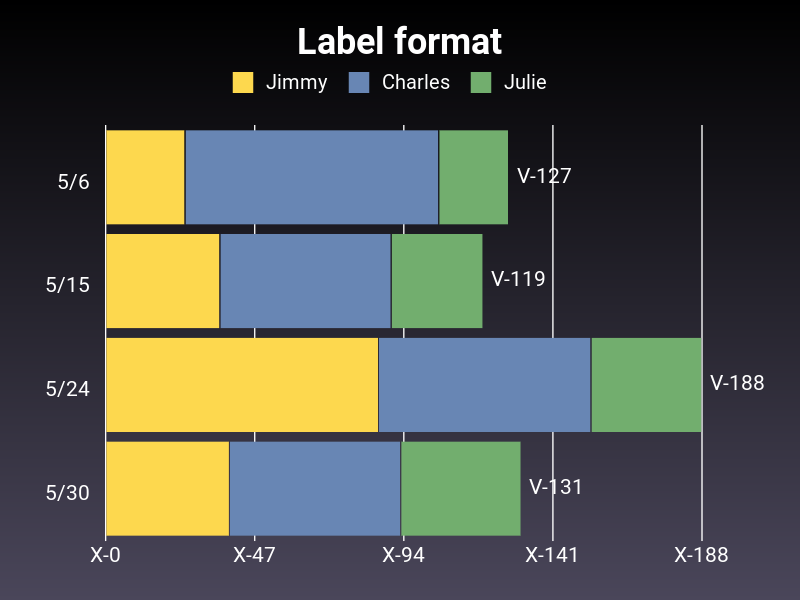 Label format
Jimmy Charles Julie
5/6 V-127
5/15 V-119
5/24 V-188
5/30 V-131
X-0 X-47 X-94 X-141 X-188